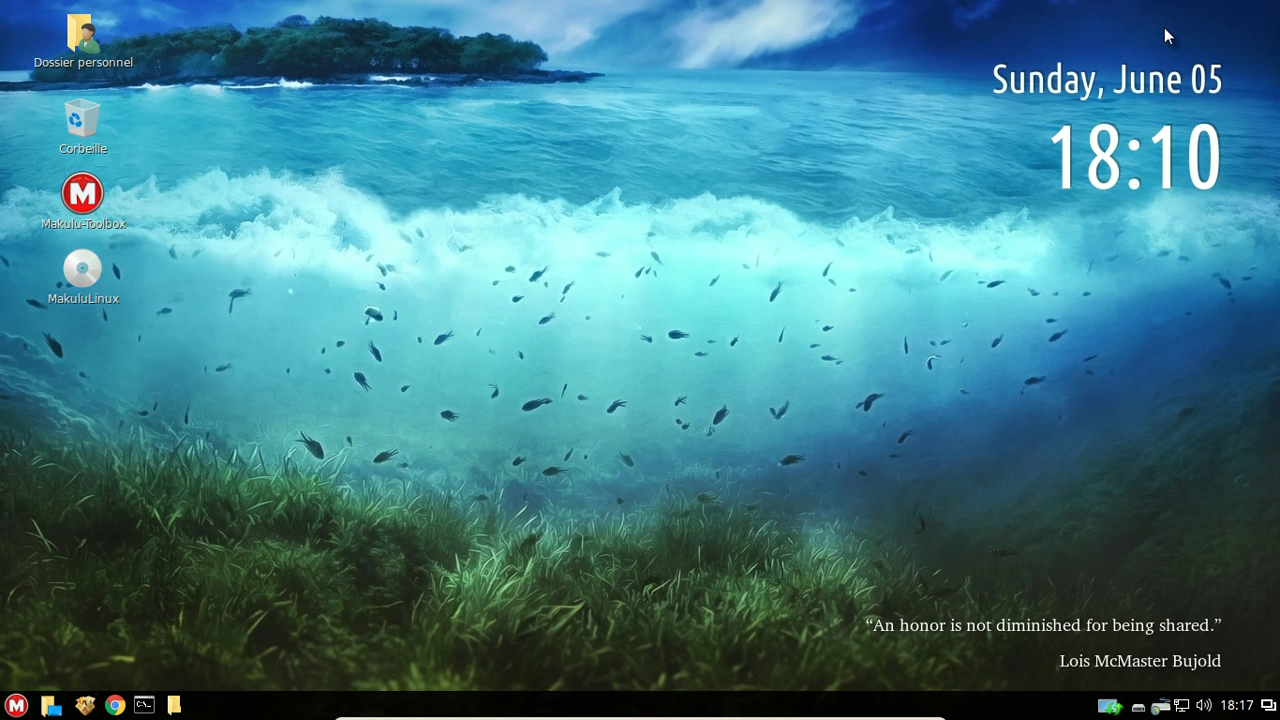 Dossier personnel
Corbeille
Makulu-Toolbox
MakuluLinux
Sunday, June 05
18:10
“An honor is not diminished for being shared.”
Lois McMaster Bujold
18:17